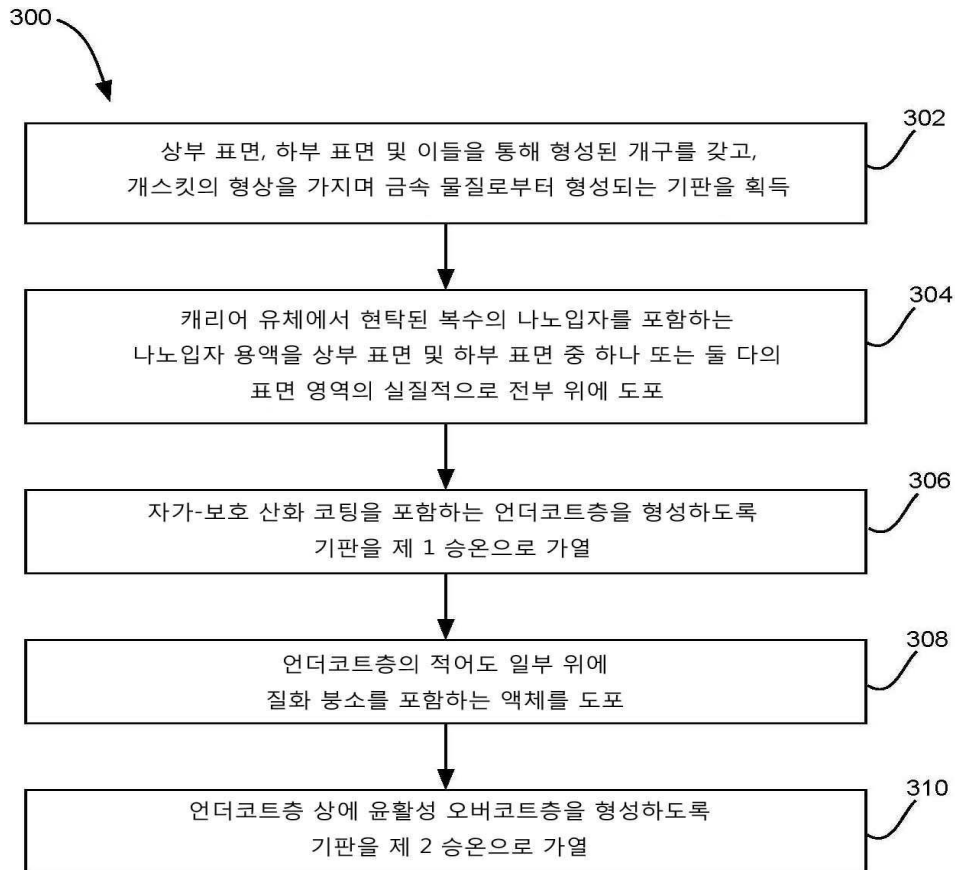 300
302
상부 표면, 하부 표면 및 이들을 통해 형성된 개구를 갖고,
개스킷의 형상을 가지며 금속 물질로부터 형성되는 기판을 획득
304
캐리어 유체에서 현탁된 복수의 나노입자를 포함하는
나노입자 용액을 상부 표면 및 하부 표면 중 하나 또는 둘 다의
표면 영역의 실질적으로 전부 위에 도포
306
자가-보호 산화 코팅을 포함하는 언더코트층을 형성하도록
기판을 제 1 승온으로 가열
308
언더코트층의 적어도 일부 위에
질화 붕소를 포함하는 액체를 도포
310
언더코트층 상에 윤활성 오버코트층을 형성하도록
기판을 제 2 승온으로 가열